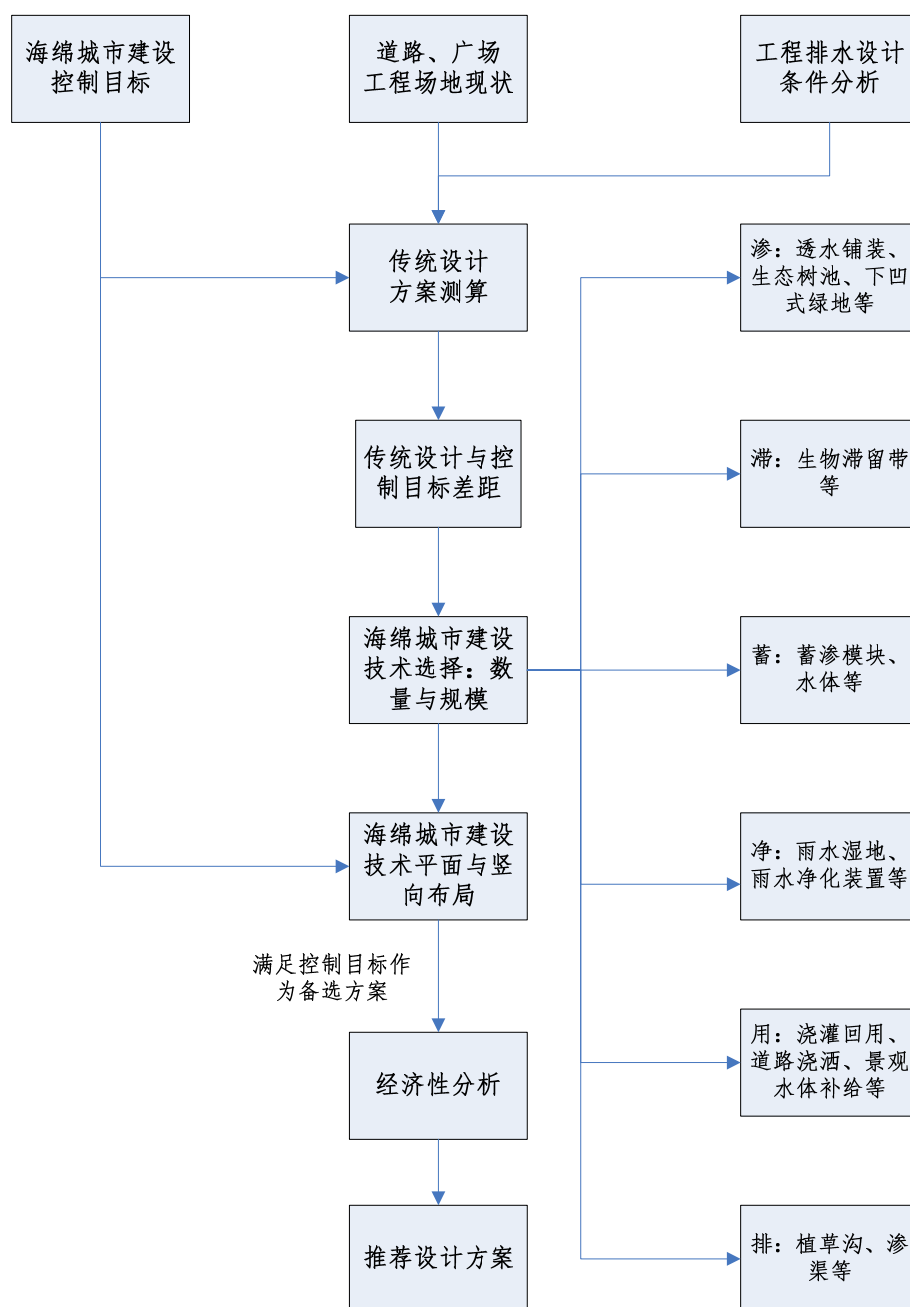 海绵城市建设
控制目标
道路、广场
工程场地现状
工程排水设计
条件分析
传统设计
方案测算
渗：透水铺装、
生态树池、下凹
式绿地等
传统设计与控
制目标差距
滞：生物滞留带
等
海绵城市建设
技术选择：数
量与规模
蓄：蓄渗模块、
水体等
海绵城市建设
技术平面与竖
向布局
净：雨水湿地、
雨水净化装置等
满足控制目标作
为备选方案
经济性分析
用：浇灌回用、
道路浇洒、景观
水体补给等
推荐设计方案
排：植草沟、渗
渠等